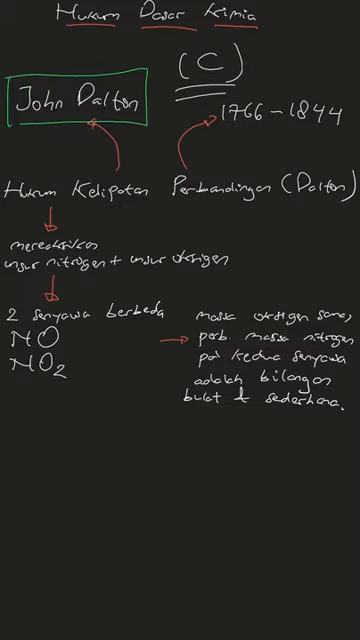 Hukum Dasar Kimia
(C)
John Dalton
1766 - 1844
Hukum Kelipatan Perbandingan (Dalton)
mereaksikan
unsur nitrogen + unsur oksigen
2 senyawa berbeda
NO
NO2
massa oksigen sama,
perb. massa nitrogen
pd kedua senyawa
adalah bilangan
bulat & sederhana.